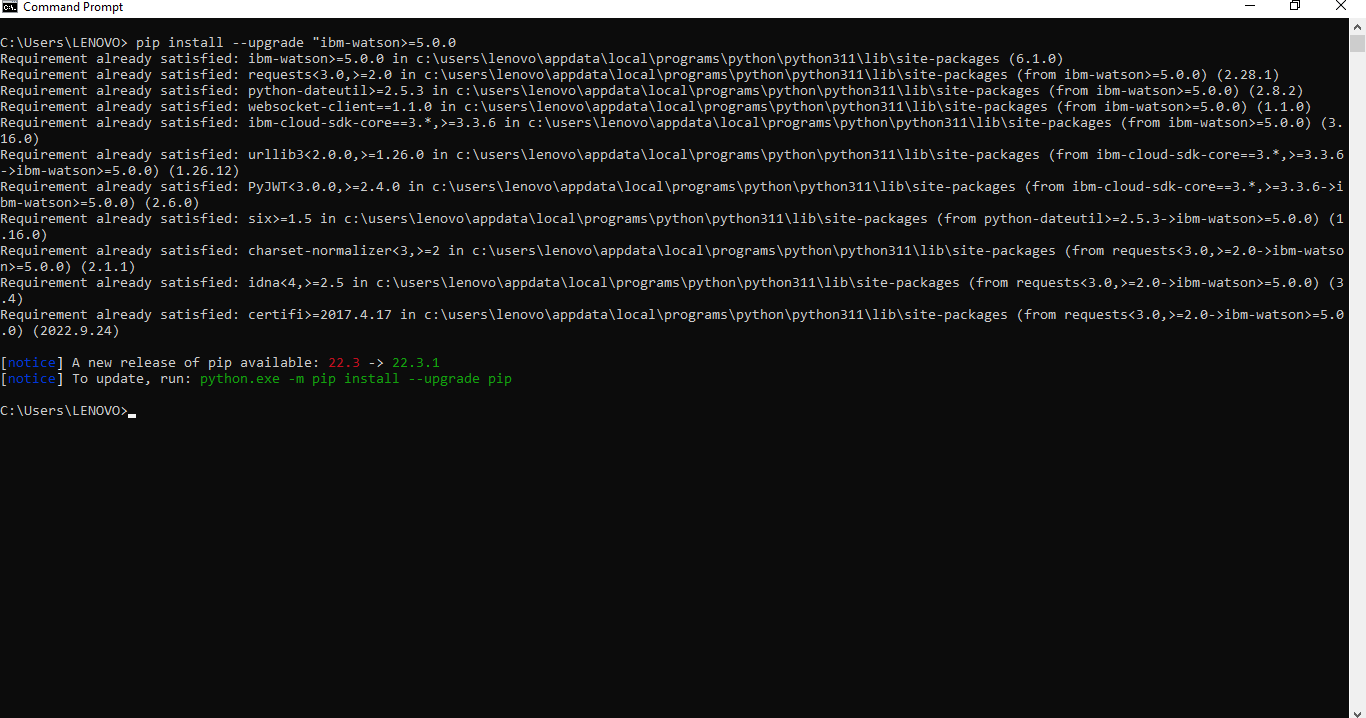 Command Prompt
C:\Users\LENOVO> pip install --upgrade "ibm-watson>=5.0.0
Requirement already satisfied: ibm-watson>=5.0.0 in c:\users\lenovo\appdata\local\programs\python\python311\lib\site-packages (6.1.0)
Requirement already satisfied: requests<3.0,>=2.0 in c:\users\lenovo\appdata\local\programs\python\python311\lib\site-packages (from ibm-watson>=5.0.0) (2.28.1)
Requirement already satisfied: python-dateutil>=2.5.3 in c:\users\lenovo\appdata\local\programs\python\python311\lib\site-packages (from ibm-watson>=5.0.0) (2.8.2)
Requirement already satisfied: websocket-client==1.1.0 in c:\users\lenovo\appdata\local\programs\python\python311\lib\site-packages (from ibm-watson>=5.0.0) (1.1.0)
Requirement already satisfied: ibm-cloud-sdk-core==3.*,>=3.3.6 in c:\users\lenovo\appdata\local\programs\python\python311\lib\site-packages (from ibm-watson>=5.0.0) (3.
16.0)
Requirement already satisfied: urllib3<2.0.0,>=1.26.0 in c:\users\lenovo\appdata\local\programs\python\python311\lib\site-packages (from ibm-cloud-sdk-core==3.*,>=3.3.6
->ibm-watson>=5.0.0) (1.26.12)
Requirement already satisfied: PyJWT<3.0.0,>=2.4.0 in c:\users\lenovo\appdata\local\programs\python\python311\lib\site-packages (from ibm-cloud-sdk-core==3.*,>=3.3.6->i
bm-watson>=5.0.0) (2.6.0)
Requirement already satisfied: six>=1.5 in c:\users\lenovo\appdata\local\programs\python\python311\lib\site-packages (from python-dateutil>=2.5.3->ibm-watson>=5.0.0) (1
.16.0)
Requirement already satisfied: charset-normalizer<3,>=2 in c:\users\lenovo\appdata\local\programs\python\python311\lib\site-packages (from requests<3.0,>=2.0->ibm-watso
n>=5.0.0) (2.1.1)
Requirement already satisfied: idna<4,>=2.5 in c:\users\lenovo\appdata\local\programs\python\python311\lib\site-packages (from requests<3.0,>=2.0->ibm-watson>=5.0.0) (3
.4)
Requirement already satisfied: certifi>=2017.4.17 in c:\users\lenovo\appdata\local\programs\python\python311\lib\site-packages (from requests<3.0,>=2.0->ibm-watson>=5.0
.0) (2022.9.24)
[notice] A new release of pip available: 22.3 -> 22.3.1
[notice] To update, run: python.exe -m pip install --upgrade pip
C:\Users\LENOVO>